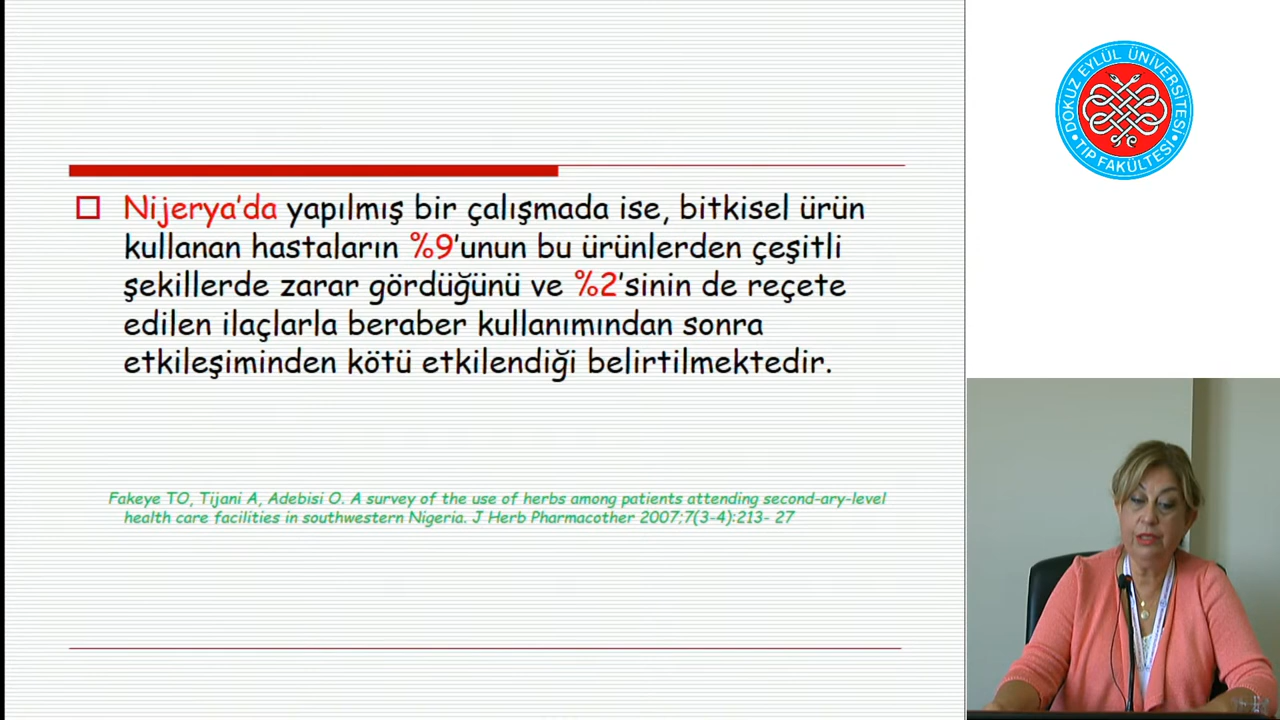 Nijerya'da yapılmış bir çalışmada ise, bitkisel ürün
kullanan hastaların %9'unun bu ürünlerden çeşitli
şekillerde zarar gördüğünü ve %2'sinin de reçete
edilen ilaçlarla beraber kullanımından sonra
etkileşiminden kötü etkilendiği belirtilmektedir.
Fakeye TO, Tijani A, Adebisi O. A survey of the use of herbs among patients attending second-ary-level
health care facilities in southwestern Nigeria. J Herb Pharmacother 2007;7(3-4):213- 27
DOKUZ EYLÜL ÜNİVERSİTESİ
• TIP FAKÜLTESİ •